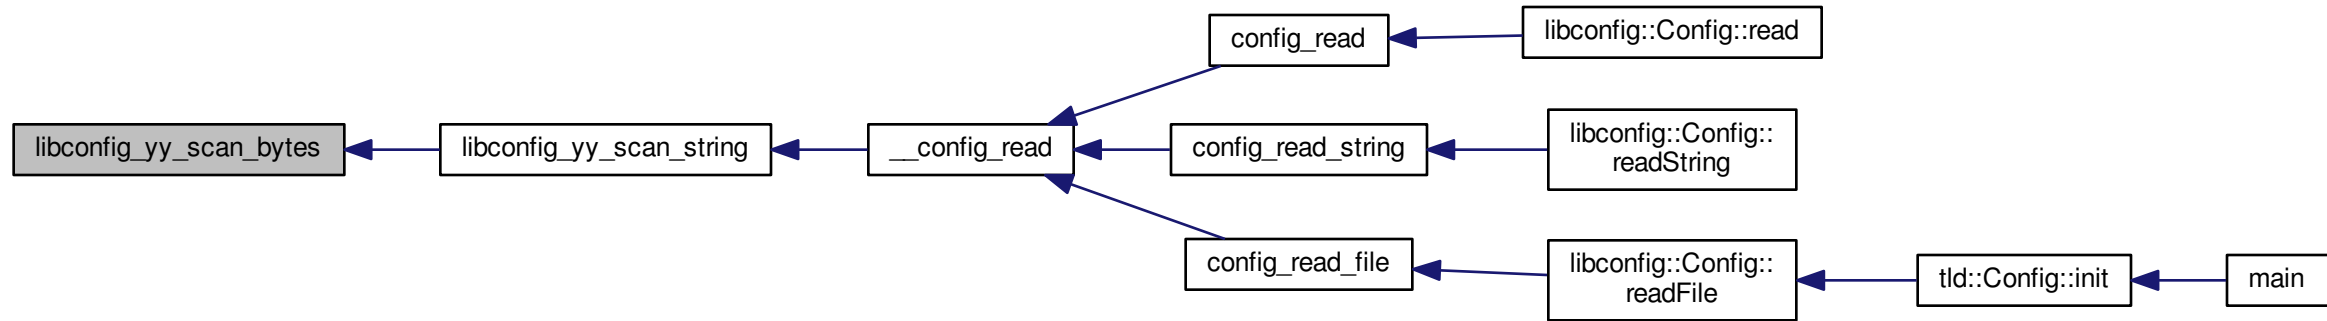 libconfig_yy_scan_bytes
libconfig_yy_scan_string
__config_read
config_read
libconfig::Config::read
config_read_string
libconfig::Config::
readString
config_read_file
libconfig::Config::
readFile
tld::Config::init
main